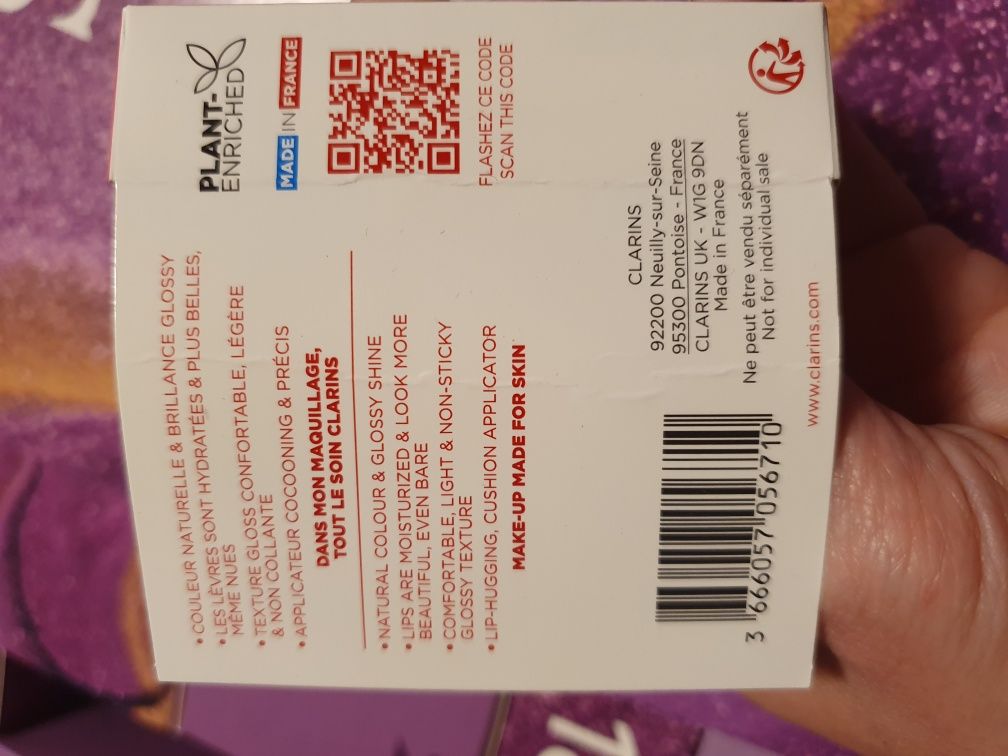 PLANT-
ENRICHED
MADE IN FRANCE
FLASHEZ CE CODE
SCAN THIS CODE
• COULEUR NATURELLE & BRILLANCE GLOSSY
• LES LÈVRES SONT HYDRATÉES & PLUS BELLES,
MÊME NUES
• TEXTURE GLOSS CONFORTABLE, LÉGÈRE
& NON COLLANTE
• APPLICATEUR COCOONING & PRÉCIS
DANS MON MAQUILLAGE,
TOUT LE SOIN CLARINS
• NATURAL COLOUR & GLOSSY SHINE
• LIPS ARE MOISTURIZED & LOOK MORE
BEAUTIFUL, EVEN BARE
• COMFORTABLE, LIGHT & NON-STICKY
GLOSSY TEXTURE
• LIP-HUGGING, CUSHION APPLICATOR
MAKE-UP MADE FOR SKIN
CLARINS
92200 Neuilly-sur-Seine
95300 Pontoise - France
CLARINS UK - W1G 9DN
Made in France
Ne peut être vendu séparément
Not for individual sale
3 666057 056710
www.clarins.com